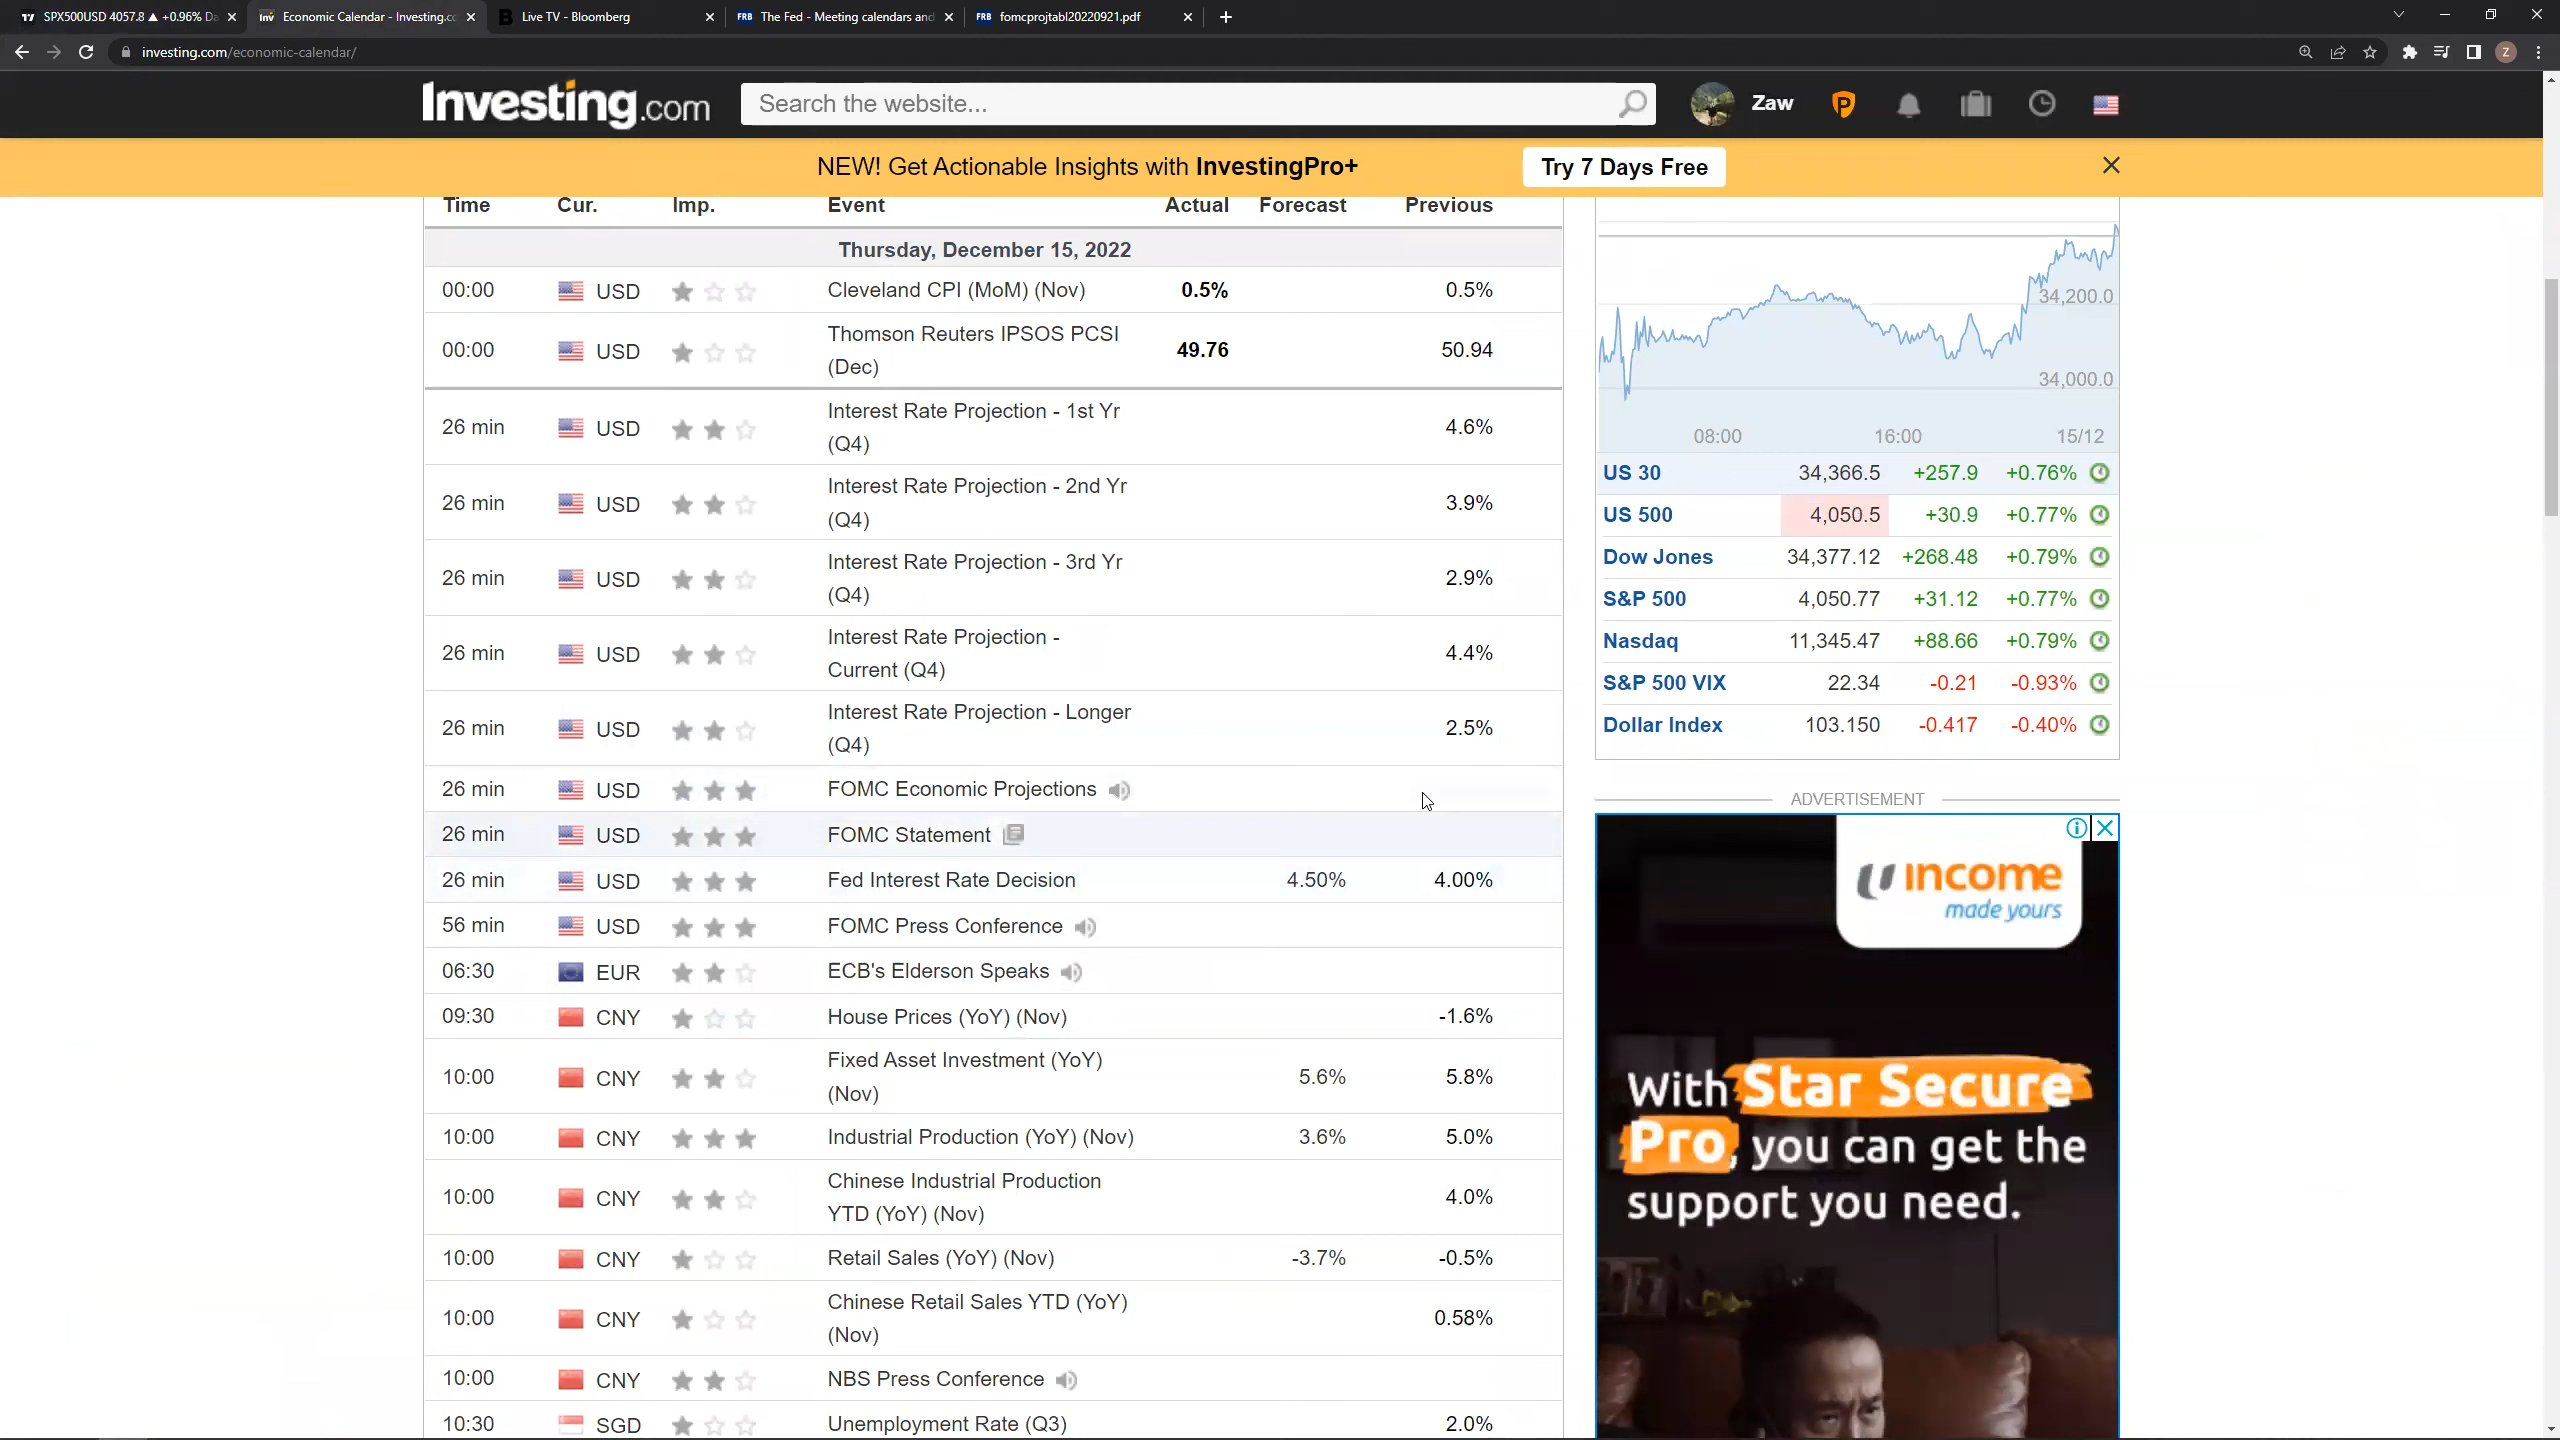 SPX500USD 4057.8 ▲ +0.96% Da
Economic Calendar - Investing.co
Live TV - Bloomberg
The Fed - Meeting calendars and
fomcprojtabl20220921.pdf
investing.com/economic-calendar/
Z
Investing.com
Search the website...
Zaw
P
NEW! Get Actionable Insights with InvestingPro+
Try 7 Days Free
Time Cur. Imp. Event Actual Forecast Previous
Thursday, December 15, 2022
00:00 USD Cleveland CPI (MoM) (Nov) 0.5% 0.5%
00:00 USD Thomson Reuters IPSOS PCSI 49.76 50.94
(Dec)
26 min USD Interest Rate Projection - 1st Yr 4.6%
(Q4)
26 min USD Interest Rate Projection - 2nd Yr 3.9%
(Q4)
26 min USD Interest Rate Projection - 3rd Yr 2.9%
(Q4)
26 min USD Interest Rate Projection - 4.4%
Current (Q4)
26 min USD Interest Rate Projection - Longer 2.5%
(Q4)
26 min USD FOMC Economic Projections
26 min USD FOMC Statement
26 min USD Fed Interest Rate Decision 4.50% 4.00%
56 min USD FOMC Press Conference
06:30 EUR ECB's Elderson Speaks
09:30 CNY House Prices (YoY) (Nov) -1.6%
10:00 CNY Fixed Asset Investment (YoY) 5.6% 5.8%
(Nov)
10:00 CNY Industrial Production (YoY) (Nov) 3.6% 5.0%
10:00 CNY Chinese Industrial Production 4.0%
YTD (YoY) (Nov)
10:00 CNY Retail Sales (YoY) (Nov) -3.7% -0.5%
10:00 CNY Chinese Retail Sales YTD (YoY) 0.58%
(Nov)
10:00 CNY NBS Press Conference
10:30 SGD Unemployment Rate (Q3) 2.0%
34,200.0
34,000.0
08:00 16:00 15/12
US 30 34,366.5 +257.9 +0.76%
US 500 4,050.5 +30.9 +0.77%
Dow Jones 34,377.12 +268.48 +0.79%
S&P 500 4,050.77 +31.12 +0.77%
Nasdaq 11,345.47 +88.66 +0.79%
S&P 500 VIX 22.34 -0.21 -0.93%
Dollar Index 103.150 -0.417 -0.40%
ADVERTISEMENT
income
made yours
With Star Secure
Pro, you can get the
support you need.